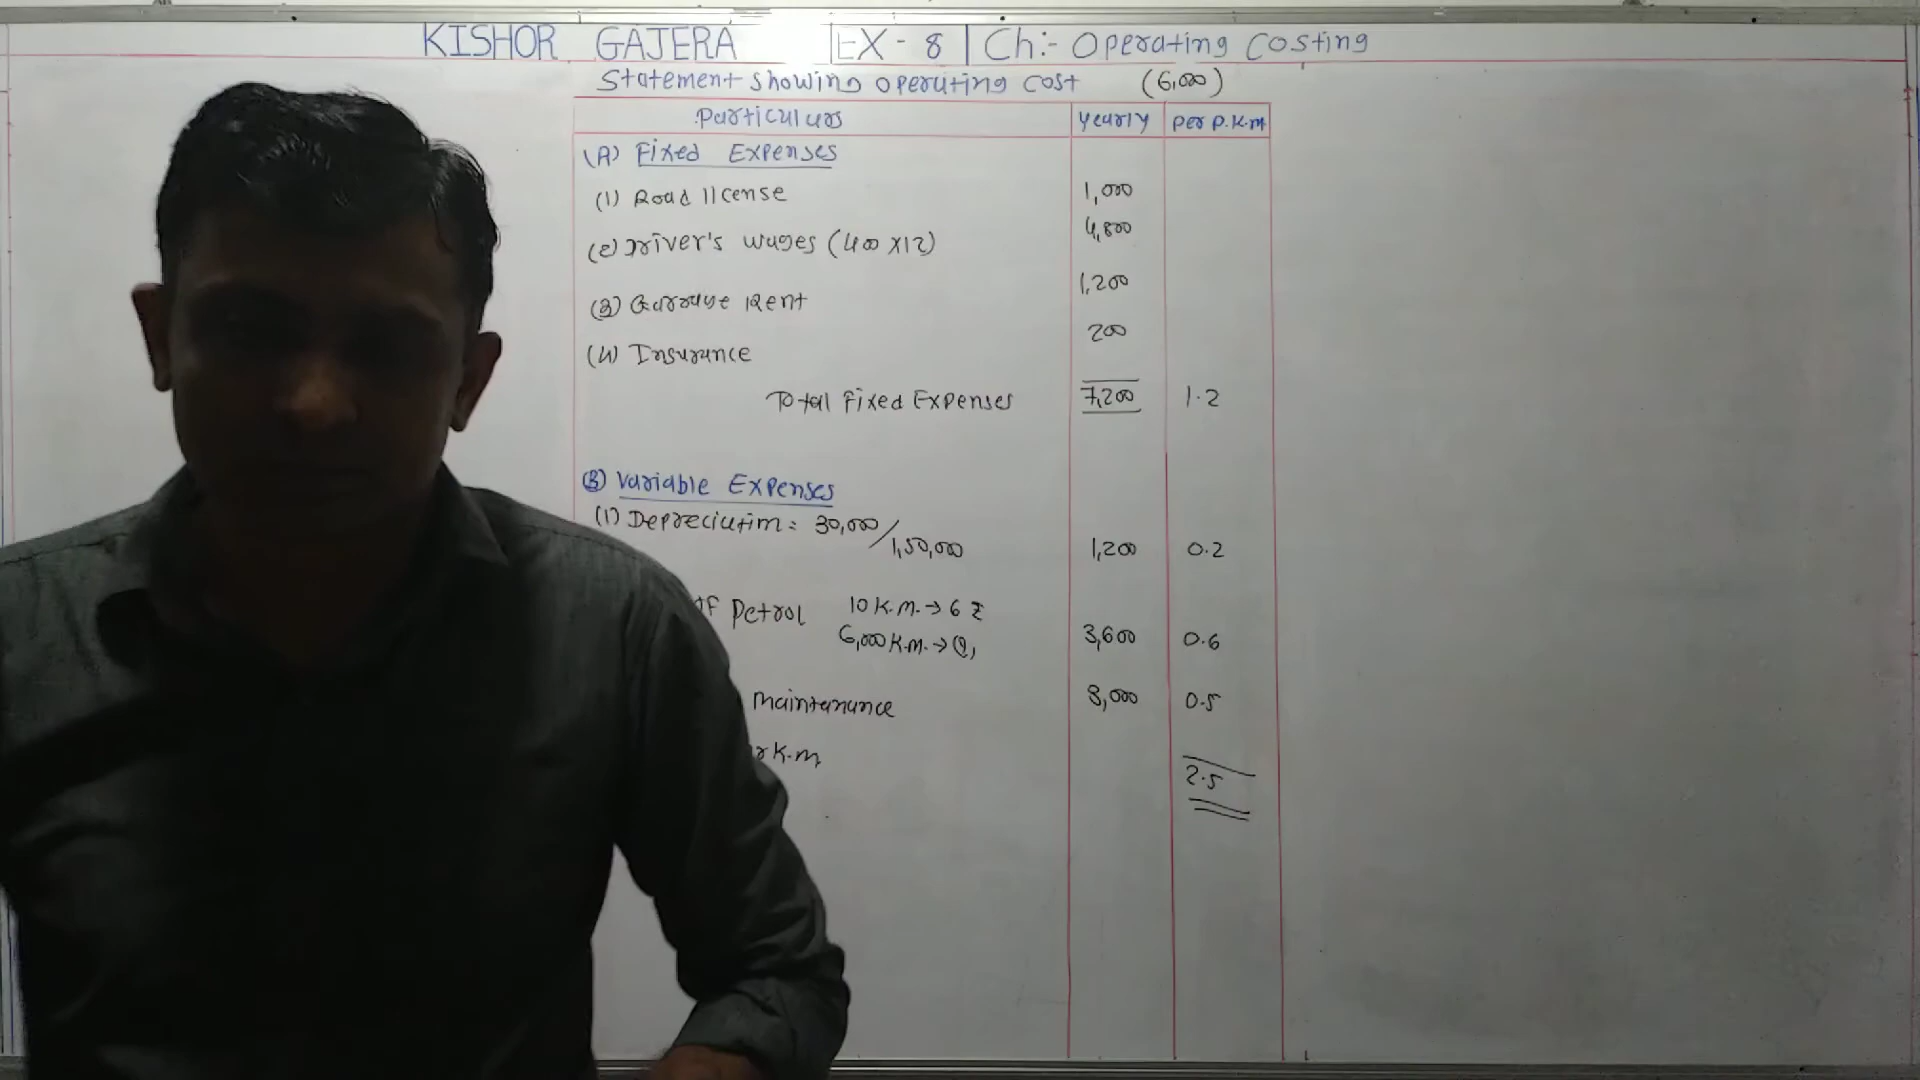 KISHOR GAJERA EX - 8 Ch:- Operating Costing
Statement showing operating cost (6,000)
Particulars yearly per p.K.m
(A) Fixed Expenses
(1) Road license 1,000
(2) Driver's wages (400 X12) 4,800
(3) Garrage Rent 1,200
(4) Insurance 200
Total Fixed Expenses 7,200 1.2
(B) Variable Expenses
(1) Depreciation = 30,000/1,50,000 1,200 0.2
of Petrol 10 K.m. → 6 ₹
6,000 K.m. → (?) 3,600 0.6
maintanance 3,000 0.5
r K.m
2.5